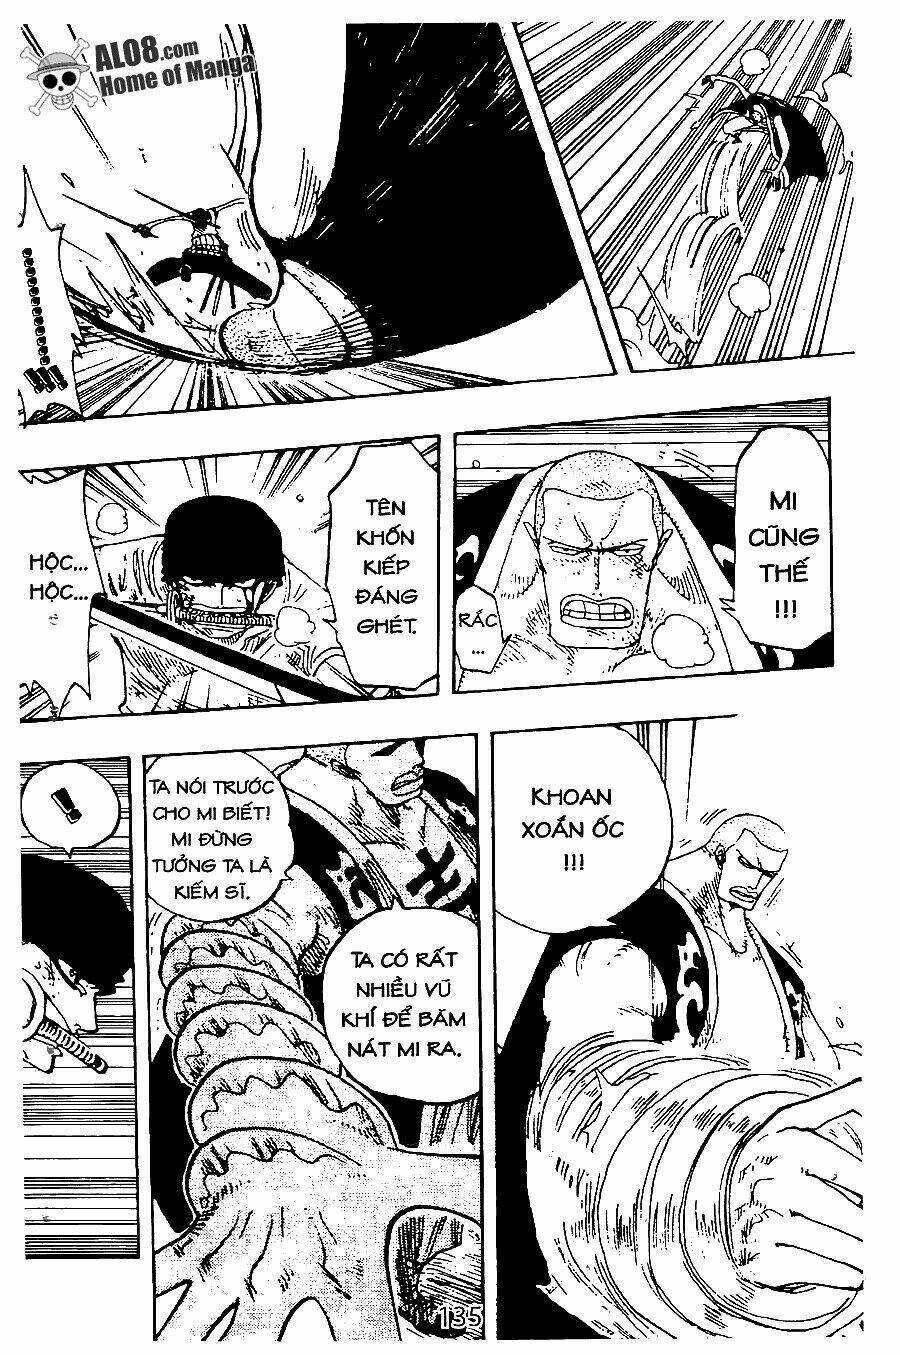 AL08.com
Home of Manga
..........!!!
MI
CŨNG
THẾ
!!!
RẮC
...
TÊN
KHỐN
KIẾP
ĐÁNG
GHÉT.
HỘC...
HỘC...
KHOAN
XOẮN ỐC
!!!
TA NÓI TRƯỚC
CHO MI BIẾT!
MI ĐỪNG
TƯỞNG TA LÀ
KIẾM SĨ.
TA CÓ RẤT
NHIỀU VŨ
KHÍ ĐỂ BĂM
NÁT MI RA.
!
135